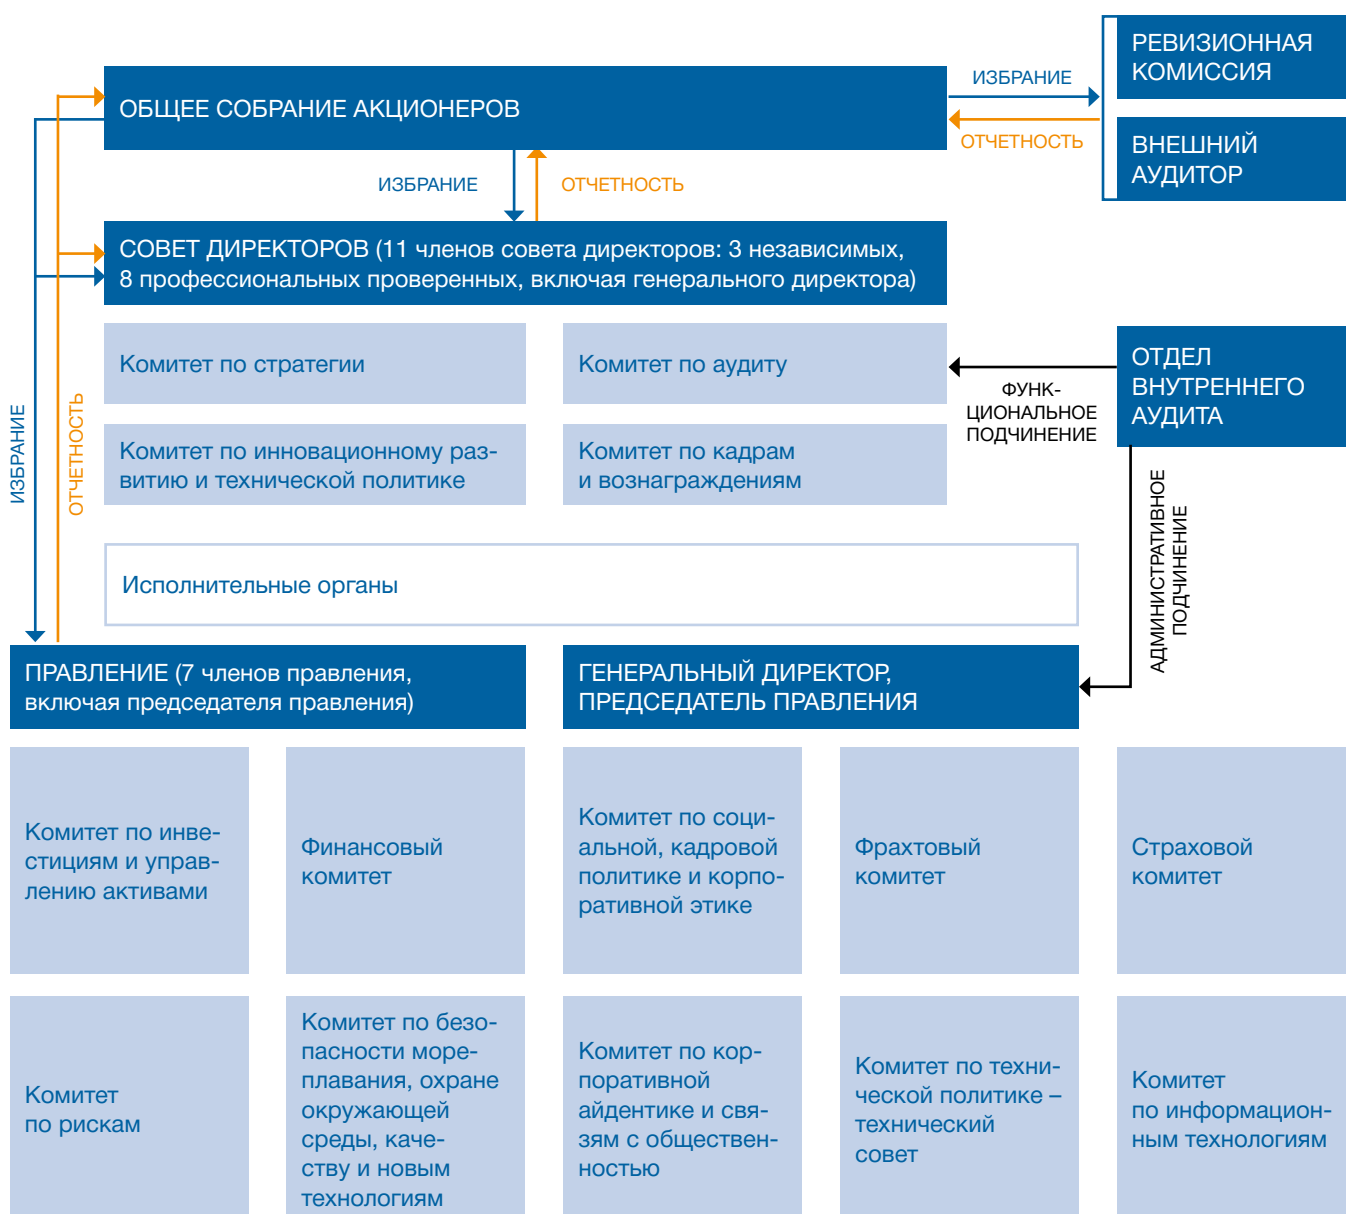 РЕВИЗИОННАЯ
КОМИССИЯ
ИЗБРАНИЕ
ОБЩЕЕ СОБРАНИЕ АКЦИОНЕРОВ
ОТЧЕТНОСТЬ
ВНЕШНИЙ
АУДИТОР
ИЗБРАНИЕ
ОТЧЕТНОСТЬ
СОВЕТ ДИРЕКТОРОВ (11 членов совета директоров: 3 независимых,
8 профессиональных проверенных, включая генерального директора)
Комитет по стратегии
Комитет по аудиту
ОТДЕЛ
ВНУТРЕННЕГО
АУДИТА
ФУНК-
ЦИОНАЛЬНОЕ
ПОДЧИНЕНИЕ
ИЗБРАНИЕ
ОТЧЕТНОСТЬ
Комитет по инновационному раз-
витию и технической политике
Комитет по кадрам
и вознаграждениям
АДМИНИСТРАТИВНОЕ
ПОДЧИНЕНИЕ
Исполнительные органы
ПРАВЛЕНИЕ (7 членов правления,
включая председателя правления)
ГЕНЕРАЛЬНЫЙ ДИРЕКТОР,
ПРЕДСЕДАТЕЛЬ ПРАВЛЕНИЯ
Комитет по инве-
стициям и управ-
лению активами
Финансовый
комитет
Комитет по соци-
альной, кадровой
политике и корпо-
ративной этике
Фрахтовый
комитет
Страховой
комитет
Комитет
по рискам
Комитет по безо-
пасности море-
плавания, охране
окружающей
среды, каче-
ству и новым
технологиям
Комитет по кор-
поративной
айдентике и свя-
зям с обществен-
ностью
Комитет по техни-
ческой политике –
технический
совет
Комитет
по информацион-
ным технологиям